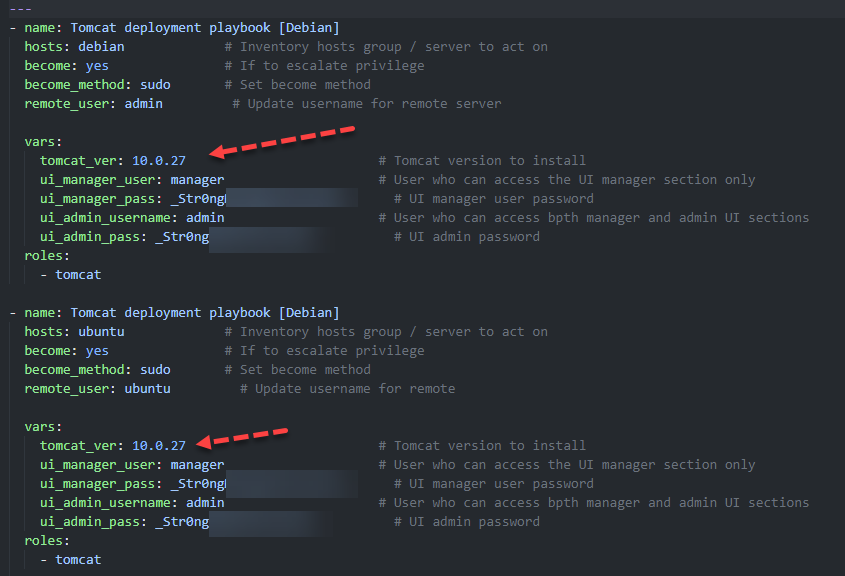 ---
- name: Tomcat deployment playbook [Debian]
hosts: debian # Inventory hosts group / server to act on
become: yes # If to escalate privilege
become_method: sudo # Set become method
remote_user: admin # Update username for remote server
vars:
tomcat_ver: 10.0.27 # Tomcat version to install
ui_manager_user: manager # User who can access the UI manager section only
ui_manager_pass: _Str0ng # UI manager user password
ui_admin_username: admin # User who can access bpth manager and admin UI sections
ui_admin_pass: _Str0ng # UI admin password
roles:
- tomcat
- name: Tomcat deployment playbook [Debian]
hosts: ubuntu # Inventory hosts group / server to act on
become: yes # If to escalate privilege
become_method: sudo # Set become method
remote_user: ubuntu # Update username for remote
vars:
tomcat_ver: 10.0.27 # Tomcat version to install
ui_manager_user: manager # User who can access the UI manager section only
ui_manager_pass: _Str0ng # UI manager user password
ui_admin_username: admin # User who can access bpth manager and admin UI sections
ui_admin_pass: _Str0ng # UI admin password
roles:
- tomcat